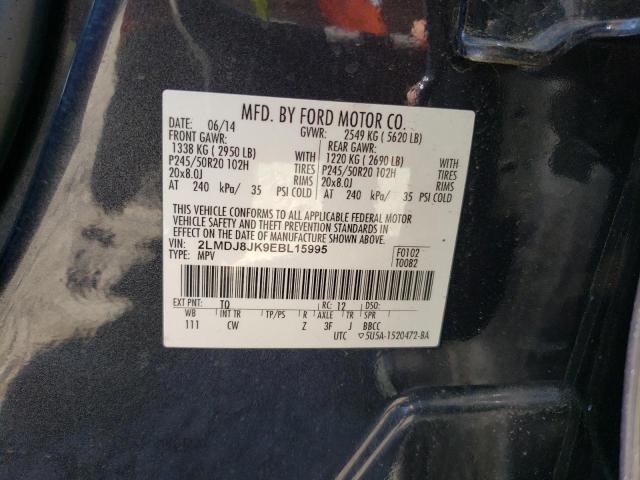 MFD. BY FORD MOTOR CO.
DATE: 06/14 GVWR: 2549 KG ( 5620 LB)
FRONT GAWR: REAR GAWR:
1338 KG ( 2950 LB) 1220 KG ( 2690 LB)
P245/50R20 102H TIRES P245/50R20 102H TIRES
20x8.0J RIMS 20x8.0J RIMS
AT 240 kPa/ 35 PSI COLD AT 240 kPa/ 35 PSI COLD
THIS VEHICLE CONFORMS TO ALL APPLICABLE FEDERAL MOTOR
VEHICLE SAFETY AND THEFT PREVENTION STANDARDS IN
EFFECT ON THE DATE OF MANUFACTURE SHOWN ABOVE.
VIN: 2LMDJ8JK9EBL15995 F0102
TYPE: MPV T0082
EXT PNT: TQ RC: 12 DSO:
WB INT TR TP/PS R AXLE TR SPR
111 CW Z 3F J BBCC
UTC ▽5U5A-1520472-BA